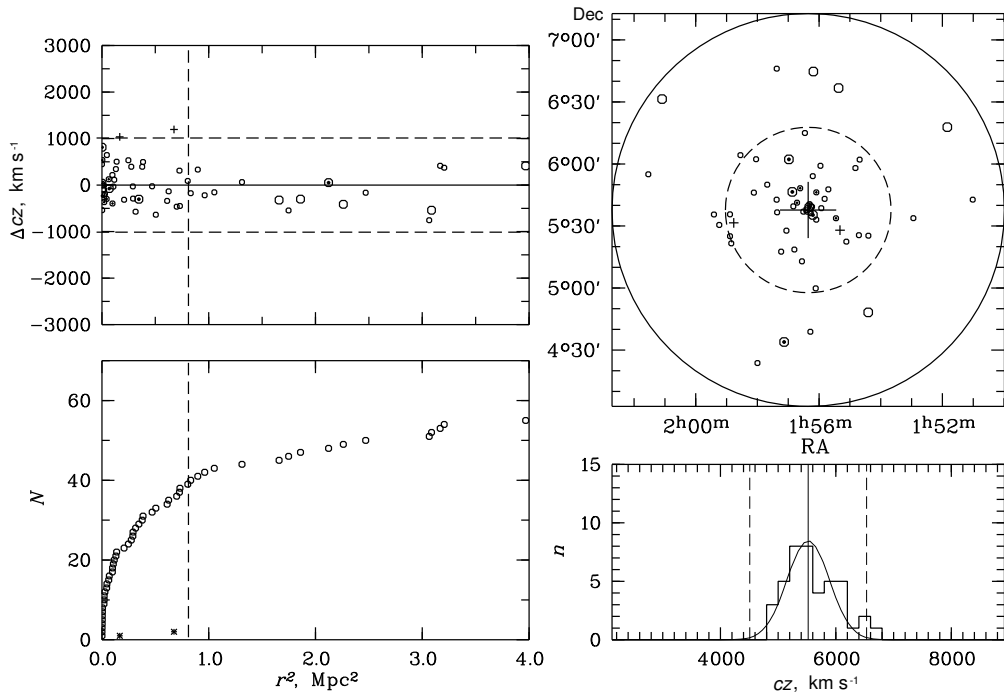 3000
2000
1000
0
-1000
-2000
-3000
Δcz, km s⁻¹
60
40
20
0
N
0.0 1.0 2.0 3.0 4.0
r², Mpc²
Dec
7°00′
6°30′
6°00′
5°30′
5°00′
4°30′
2ʰ00ᵐ 1ʰ56ᵐ 1ʰ52ᵐ
RA
15
10
5
0
n
4000 6000 8000
cz, km s⁻¹